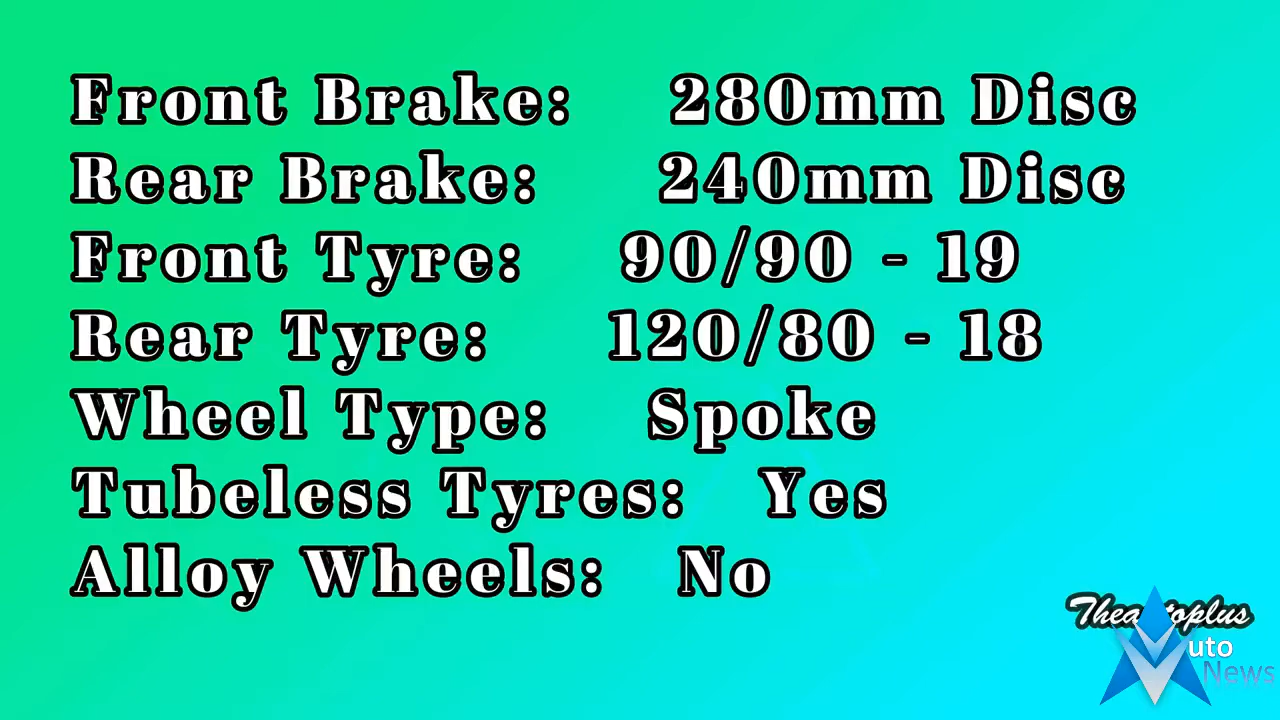 Front Brake: 280mm Disc
Rear Brake: 240mm Disc
Front Tyre: 90/90 - 19
Rear Tyre: 120/80 - 18
Wheel Type: Spoke
Tubeless Tyres: Yes
Alloy Wheels: No
uto
News